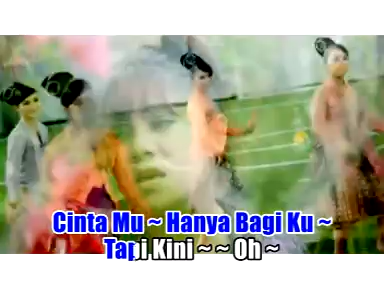 Cinta Mu ~ Hanya Bagi Ku ~
Tapi Kini ~ ~ Oh ~